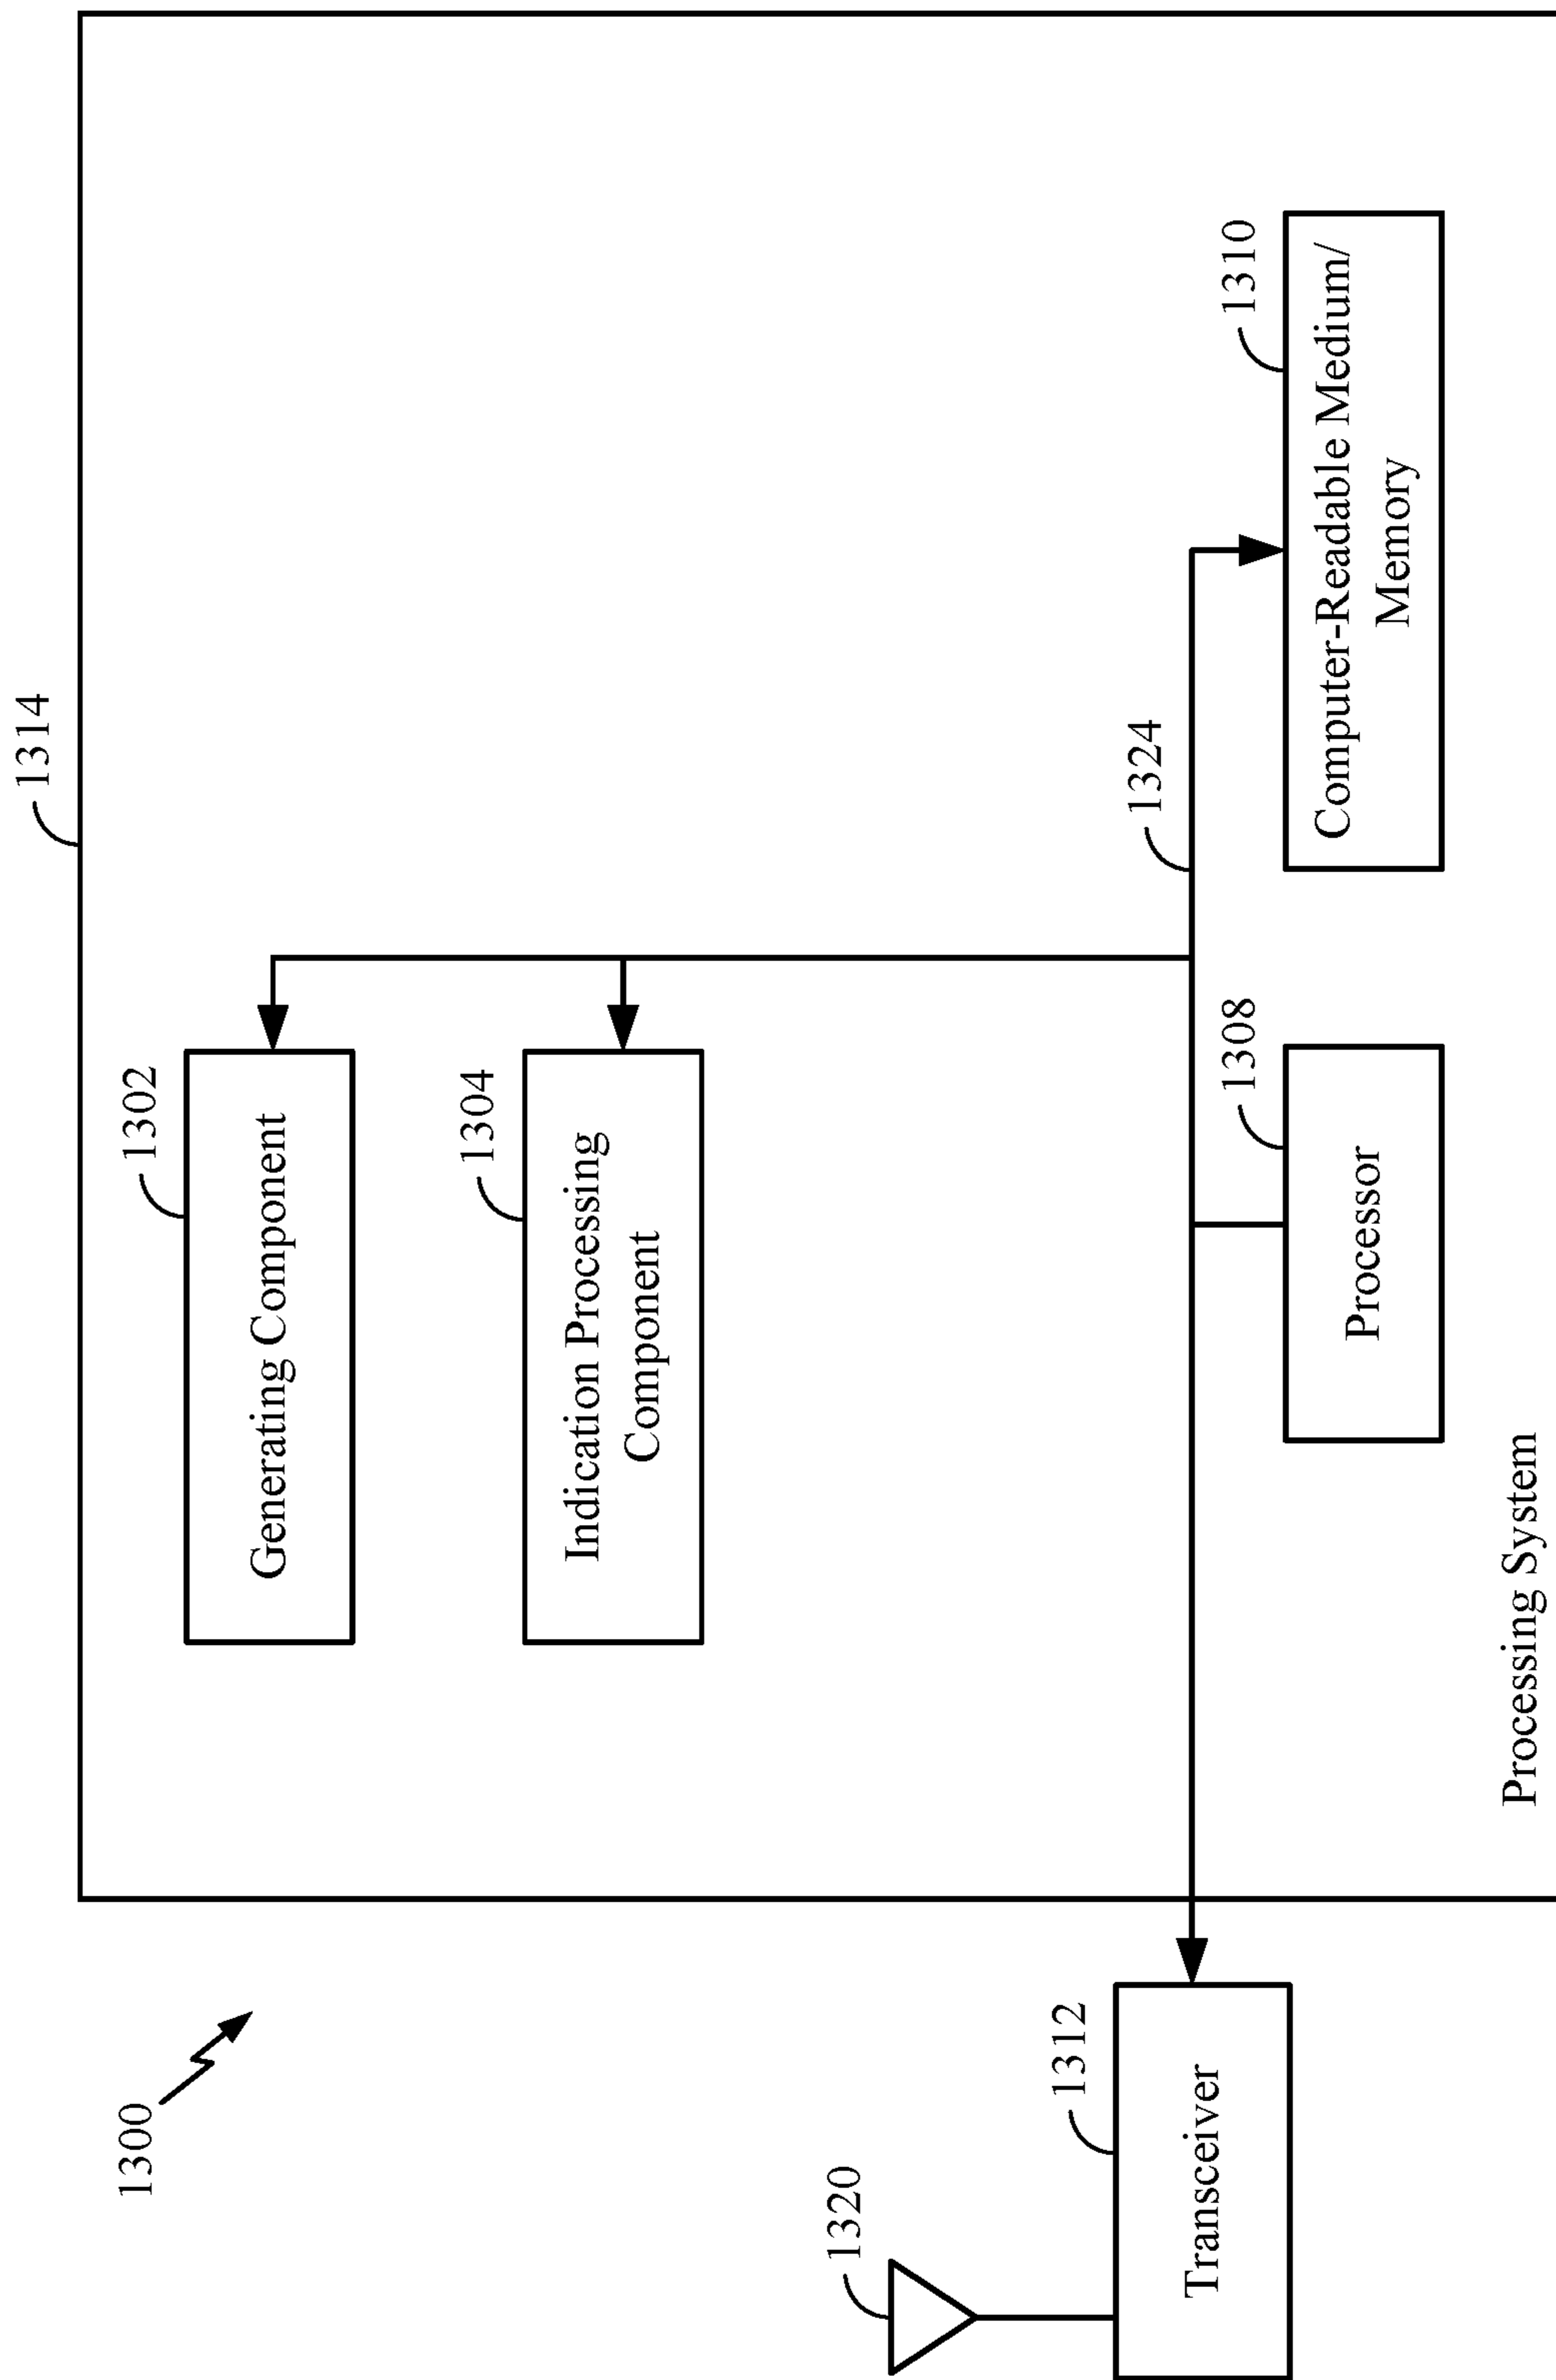 1300
1314
1302
Generating Component
1304
Indication Processing
Component
1320
1312
Transceiver
1324
1308
Processor
1310
Computer-Readable Medium/
Memory
Processing System